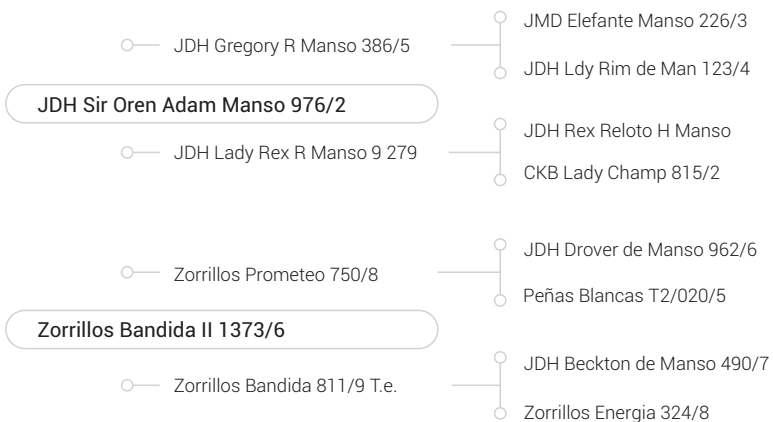 JMD Elefante Manso 226/3
JDH Gregory R Manso 386/5
JDH Ldy Rim de Man 123/4
JDH Sir Oren Adam Manso 976/2
JDH Rex Reloto H Manso
JDH Lady Rex R Manso 9 279
CKB Lady Champ 815/2
JDH Drover de Manso 962/6
Zorrillos Prometeo 750/8
Peñas Blancas T2/020/5
Zorrillos Bandida II 1373/6
JDH Beckton de Manso 490/7
Zorrillos Bandida 811/9 T.e.
Zorrillos Energia 324/8